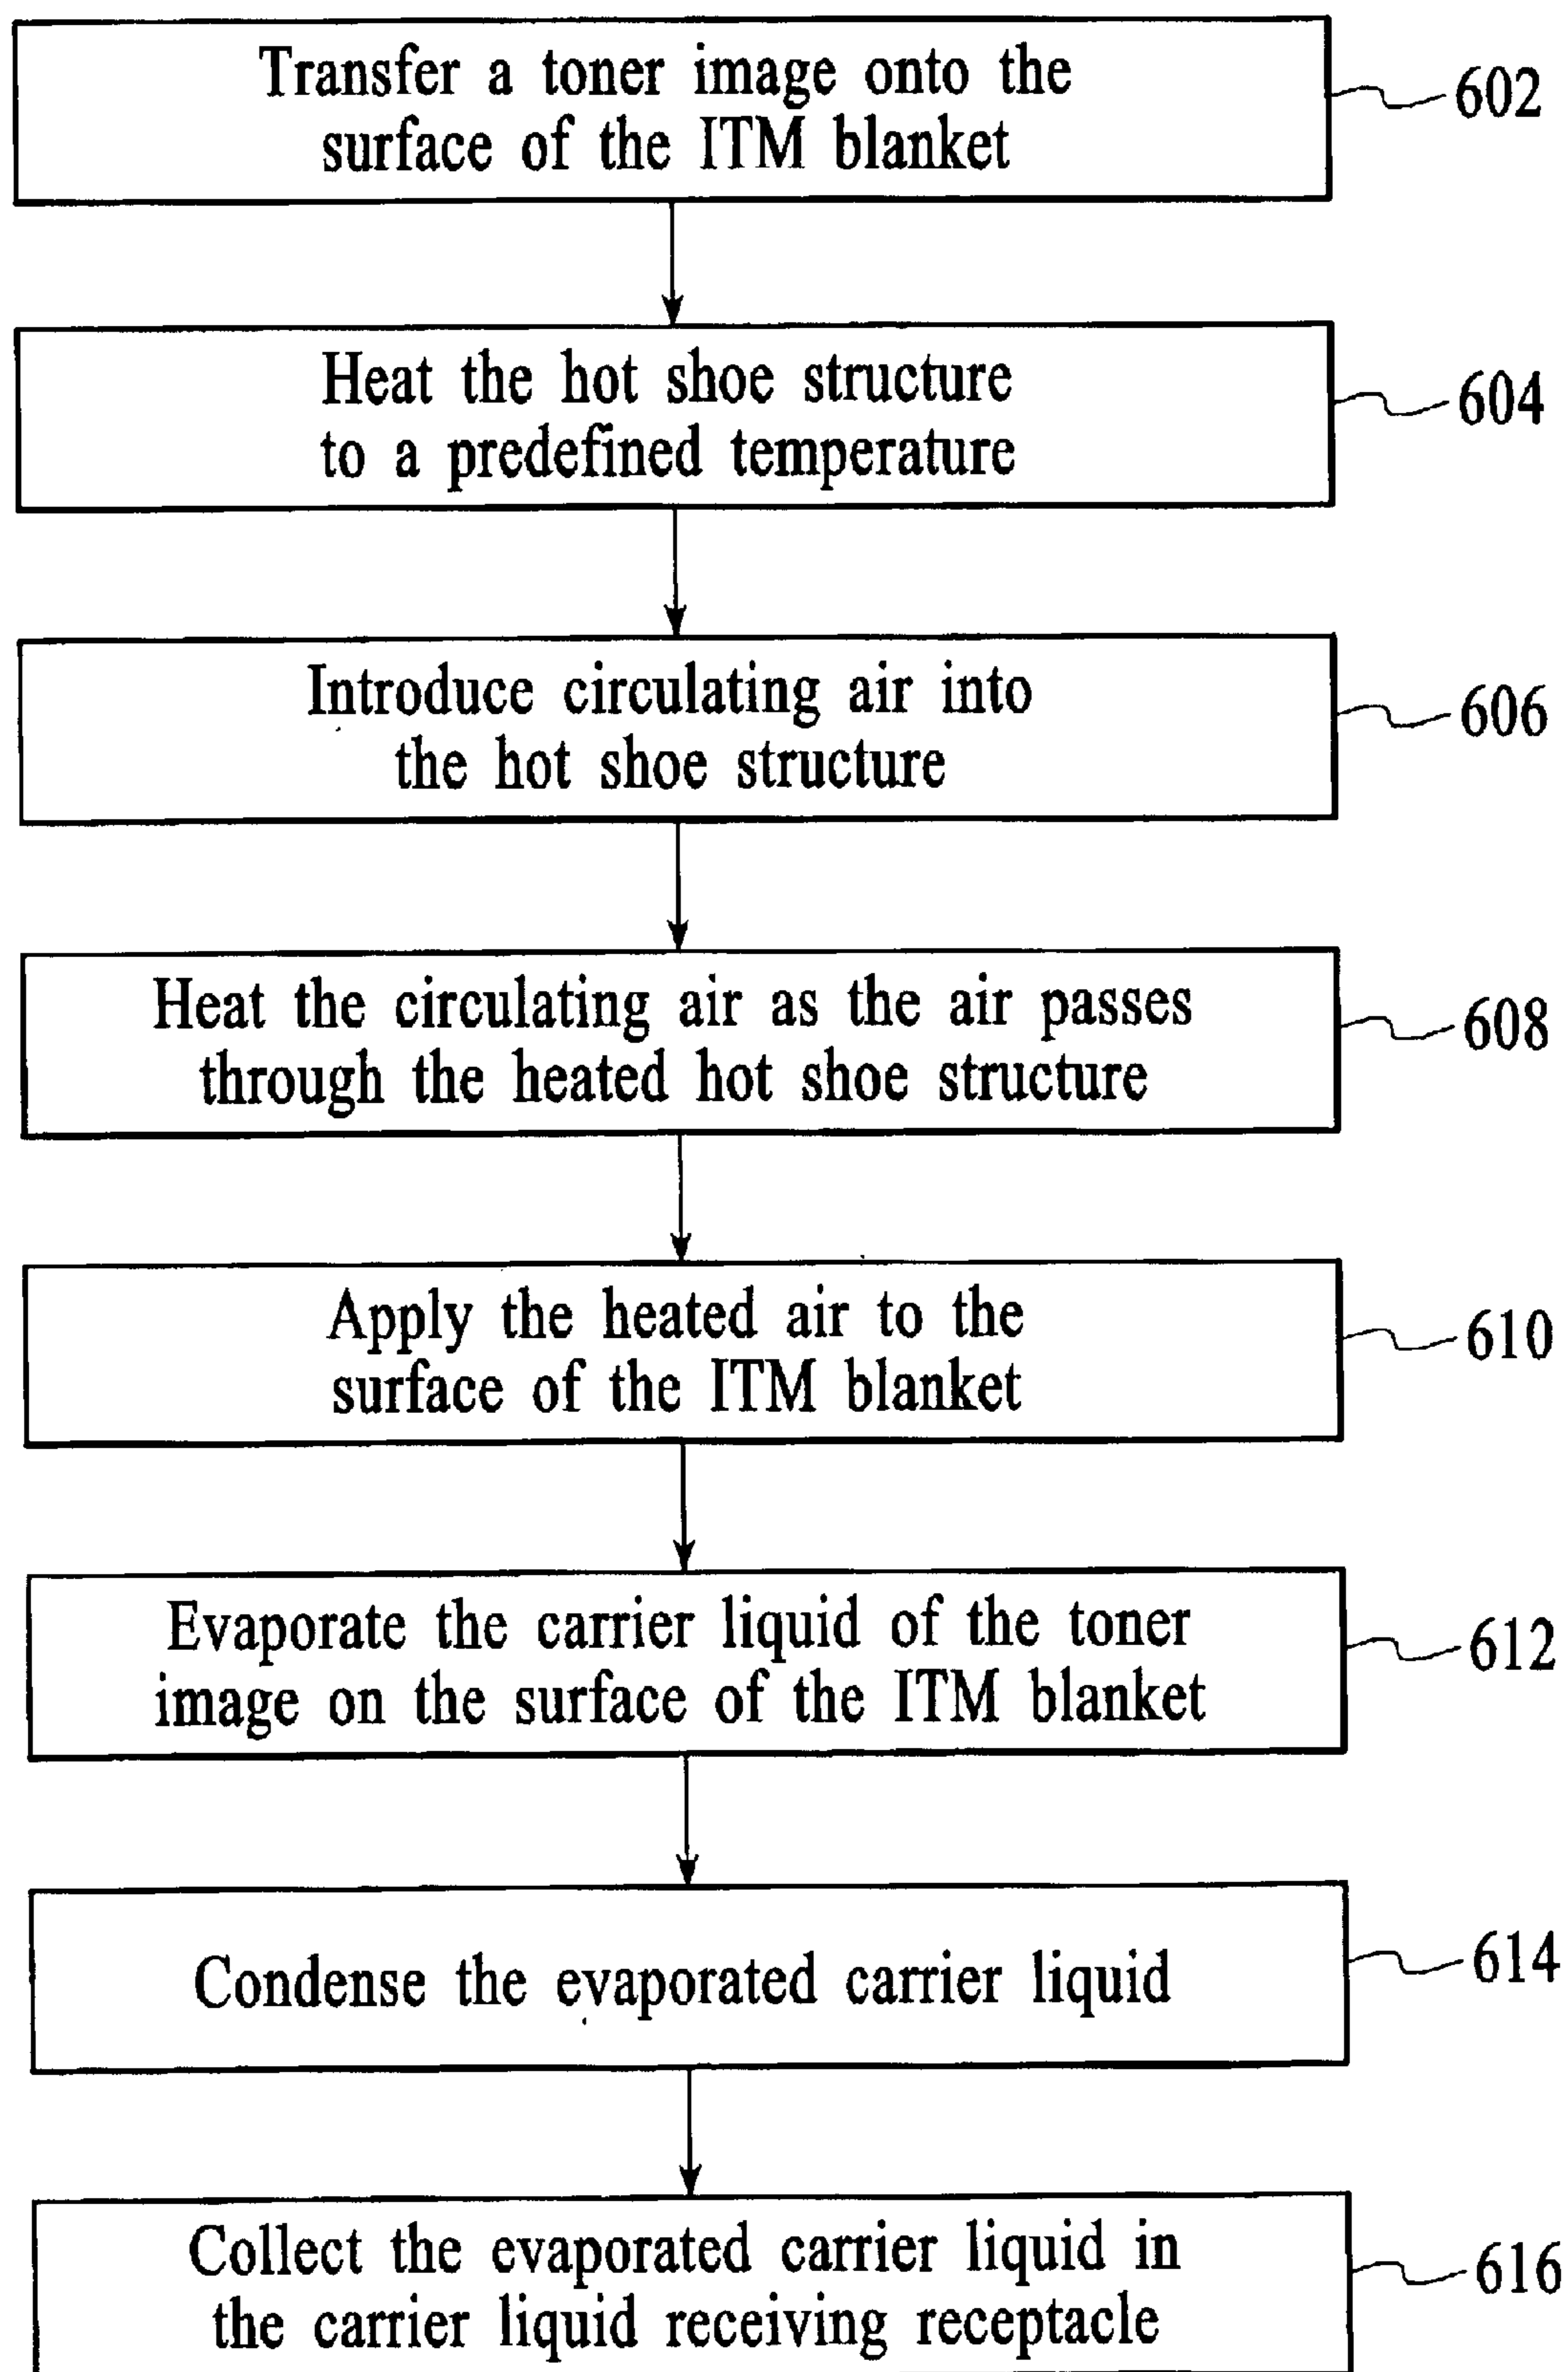 Transfer a toner image onto the
surface of the ITM blanket
602
Heat the hot shoe structure
to a predefined temperature
604
Introduce circulating air into
the hot shoe structure
606
Heat the circulating air as the air passes
through the heated hot shoe structure
608
Apply the heated air to the
surface of the ITM blanket
610
Evaporate the carrier liquid of the toner
image on the surface of the ITM blanket
612
Condense the evaporated carrier liquid
614
Collect the evaporated carrier liquid in
the carrier liquid receiving receptacle
616